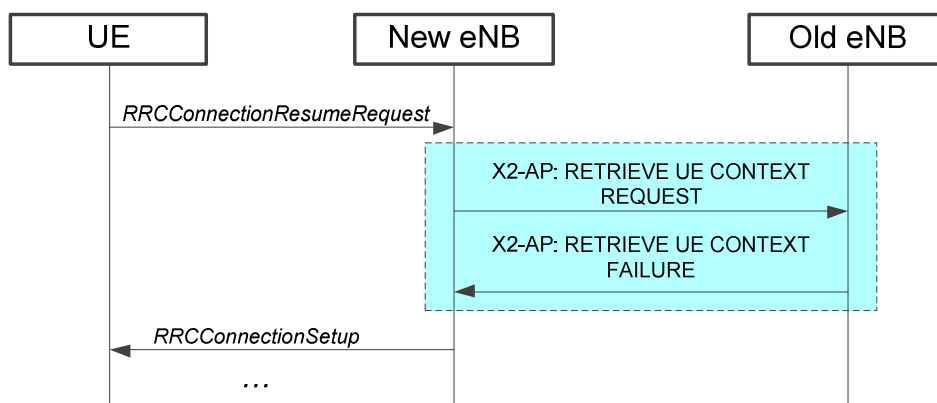 UE
New eNB
Old eNB
RRCConnectionResumeRequest
X2-AP: RETRIEVE UE CONTEXT
REQUEST
X2-AP: RETRIEVE UE CONTEXT
FAILURE
RRCConnectionSetup
...